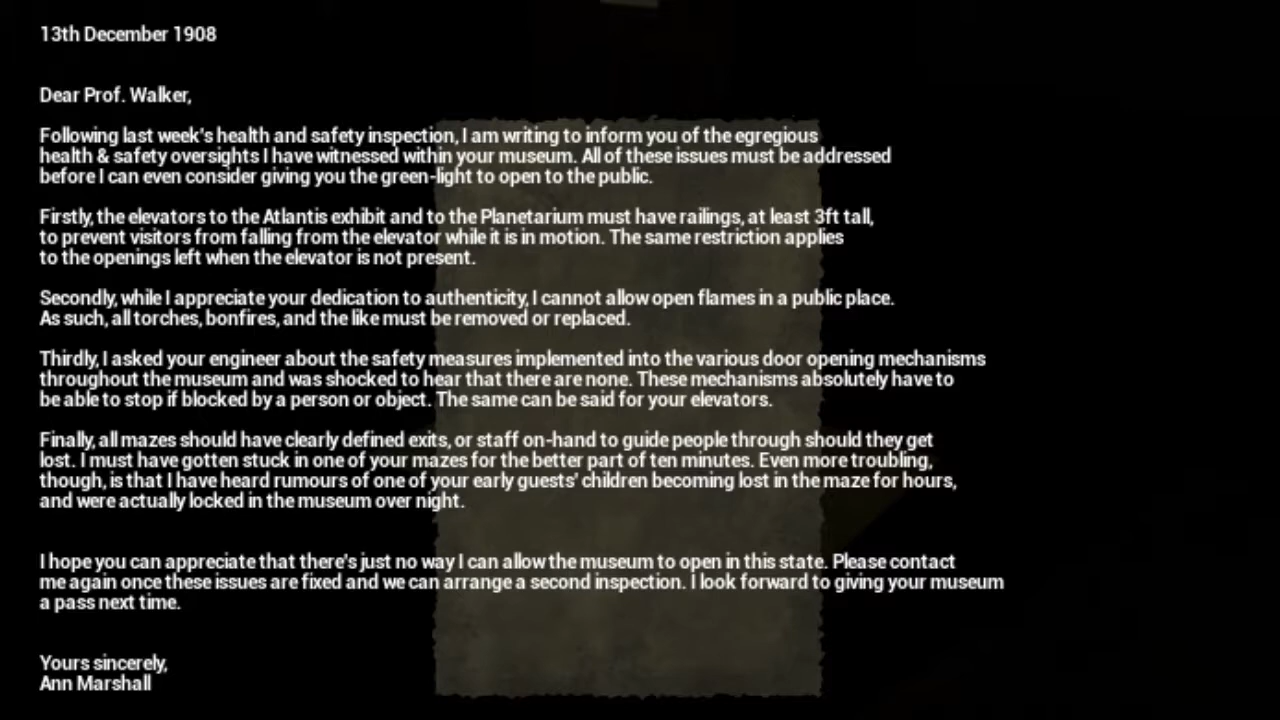 13th December 1908
Dear Prof. Walker,
Following last week's health and safety inspection, I am writing to inform you of the egregious
health & safety oversights I have witnessed within your museum. All of these issues must be addressed
before I can even consider giving you the green-light to open to the public.
Firstly, the elevators to the Atlantis exhibit and to the Planetarium must have railings, at least 3ft tall,
to prevent visitors from falling from the elevator while it is in motion. The same restriction applies
to the openings left when the elevator is not present.
Secondly, while I appreciate your dedication to authenticity, I cannot allow open flames in a public place.
As such, all torches, bonfires, and the like must be removed or replaced.
Thirdly, I asked your engineer about the safety measures implemented into the various door opening mechanisms
throughout the museum and was shocked to hear that there are none. These mechanisms absolutely have to
be able to stop if blocked by a person or object. The same can be said for your elevators.
Finally, all mazes should have clearly defined exits, or staff on-hand to guide people through should they get
lost. I must have gotten stuck in one of your mazes for the better part of ten minutes. Even more troubling,
though, is that I have heard rumours of one of your early guests' children becoming lost in the maze for hours,
and were actually locked in the museum over night.
I hope you can appreciate that there's just no way I can allow the museum to open in this state. Please contact
me again once these issues are fixed and we can arrange a second inspection. I look forward to giving your museum
a pass next time.
Yours sincerely,
Ann Marshall